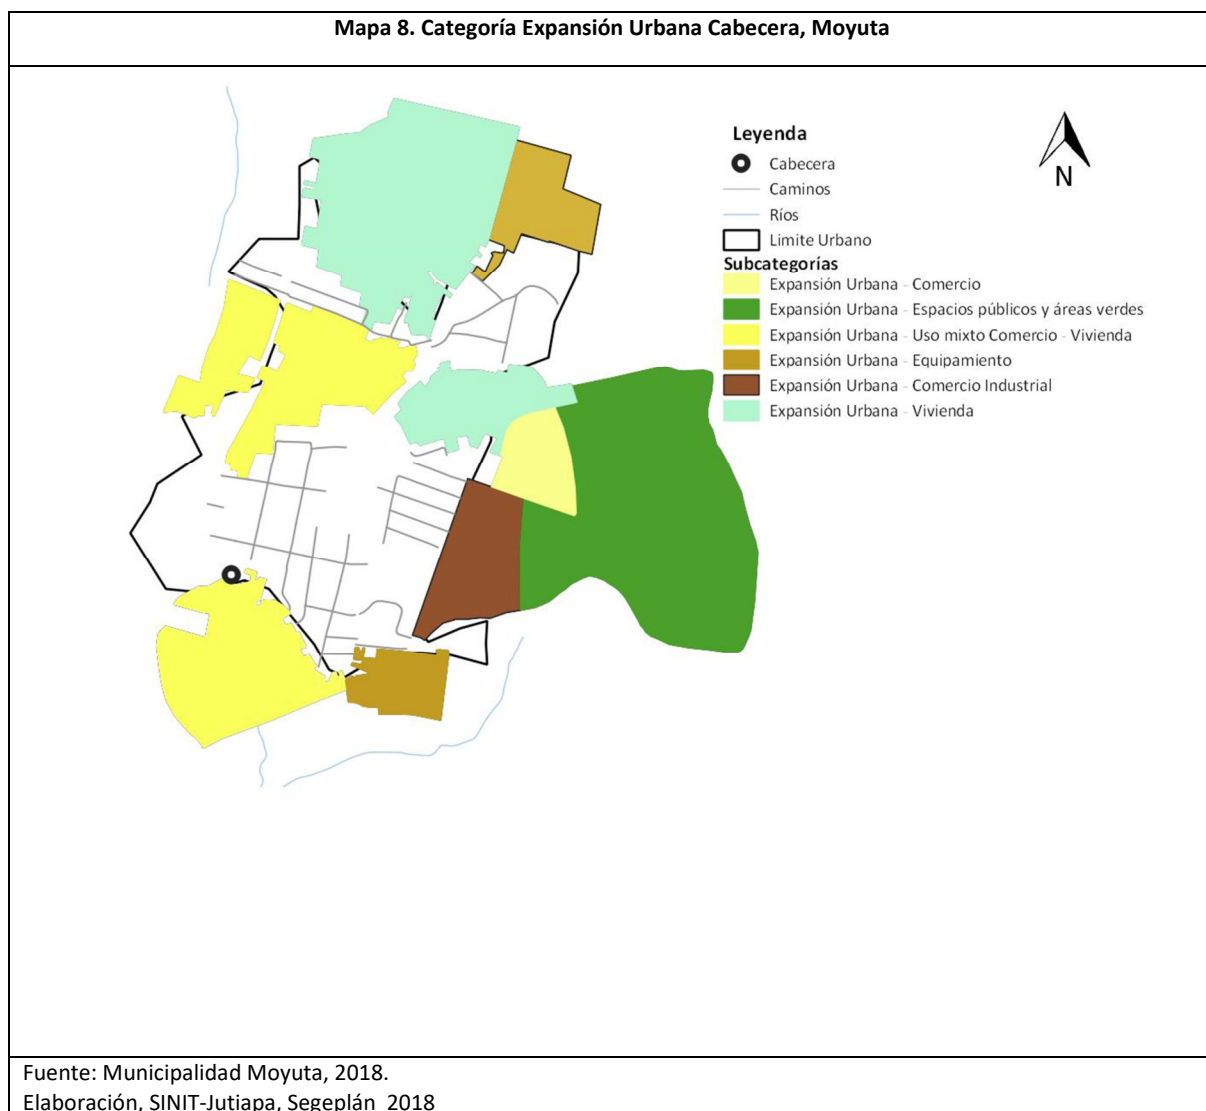 Mapa 8. Categoría Expansión Urbana Cabecera, Moyuta
Leyenda
Cabecera
Caminos
Ríos
Limite Urbano
Subcategorías
Expansión Urbana - Comercio
Expansión Urbana - Espacios públicos y áreas verdes
Expansión Urbana - Uso mixto Comercio - Vivienda
Expansión Urbana - Equipamiento
Expansión Urbana - Comercio Industrial
Expansión Urbana - Vivienda
N
Fuente: Municipalidad Moyuta, 2018.
Elaboración, SINIT-Jutiapa, Segeplán 2018